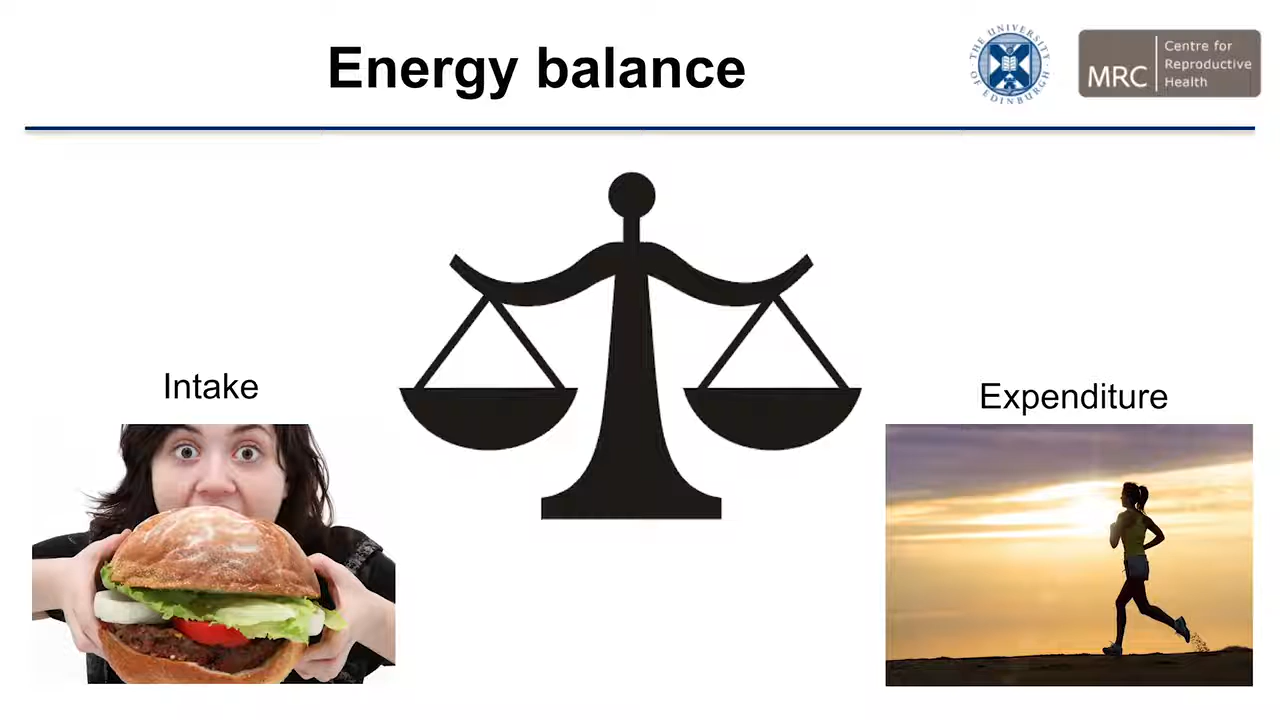 Energy balance
THE UNIVERSITY
OF EDINBURGH
MRC
Centre for
Reproductive
Health
Intake
Expenditure